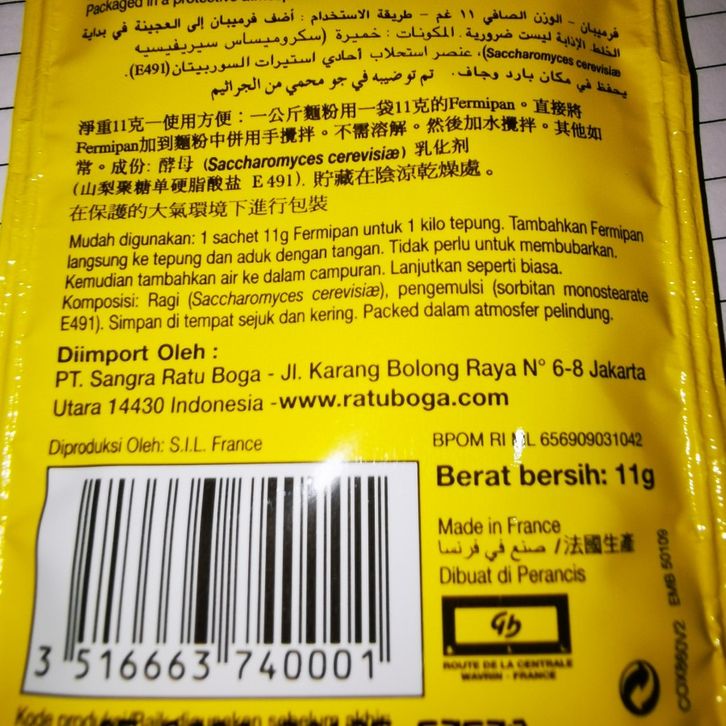 Packaged in a protective
فرميبان - الوزن الصافي ١١ غم - طريقة الاستخدام : أضف فرميبان إلى العجينة في بداية
الخلط. الإذابة ليست ضرورية. المكونات : خميرة (سكروميساس سيريفيسيه
Saccharomyces cerevisiæ)، عنصر استحلاب أحادي استيرات السوربيتان (E491).
يحفظ في مكان بارد وجاف. تم توضيبه في جو محمي من الجراثيم
淨重11克—使用方便：一公斤麵粉用一袋11克的Fermipan。直接將
Fermipan加到麵粉中併用手攪拌。不需溶解。然後加水攪拌。其他如
常。成份: 酵母 (Saccharomyces cerevisiæ) 乳化剂
(山梨聚糖单硬脂酸盐 E491). 貯藏在陰涼乾燥處。
在保護的大氣環境下進行包裝
Mudah digunakan: 1 sachet 11g Fermipan untuk 1 kilo tepung. Tambahkan Fermipan
langsung ke tepung dan aduk dengan tangan. Tidak perlu untuk membubarkan.
Kemudian tambahkan air ke dalam campuran. Lanjutkan seperti biasa.
Komposisi: Ragi (Saccharomyces cerevisiæ), pengemulsi (sorbitan monostearate
E491). Simpan di tempat sejuk dan kering. Packed dalam atmosfer pelindung.
Diimport Oleh :
PT. Sangra Ratu Boga - Jl. Karang Bolong Raya N° 6-8 Jakarta
Utara 14430 Indonesia -www.ratuboga.com
Diproduksi Oleh: S.I.L. France
BPOM RI ML 656909031042
Berat bersih: 11g
Made in France
صنع في فرنسا / 法國生產
Dibuat di Perancis
gb
ROUTE DE LA CENTRALE
WAVRIN - FRANCE
COX860V2 EMB 50109
3 516663 740001
Kode produksi/Baik digunakan sebelum akhir